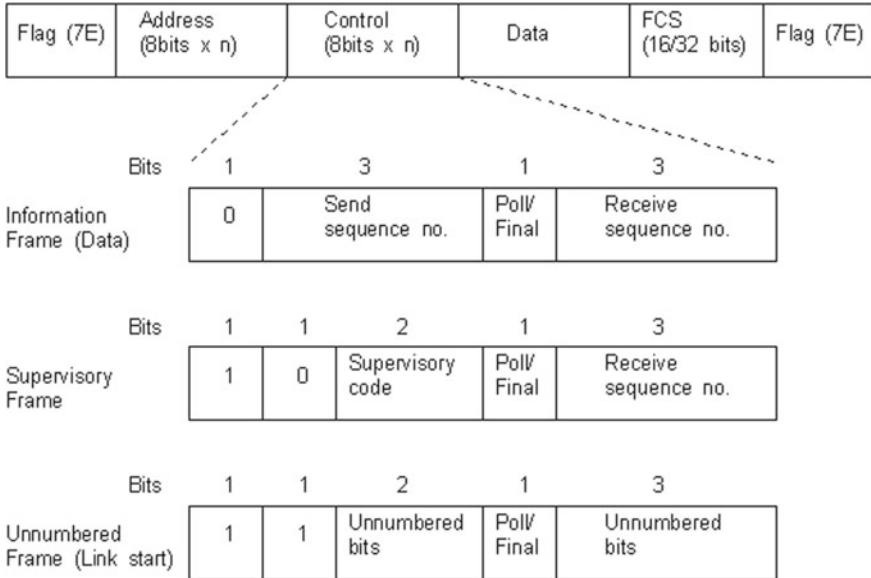 Flag (7E) Address (8bits x n) Control (8bits x n) Data FCS (16/32 bits) Flag (7E)
Bits 1 3 1 3
Information Frame (Data) 0 Send sequence no. Poll/ Final Receive sequence no.
Bits 1 1 2 1 3
Supervisory Frame 1 0 Supervisory code Poll/ Final Receive sequence no.
Bits 1 1 2 1 3
Unnumbered Frame (Link start) 1 1 Unnumbered bits Poll/ Final Unnumbered bits